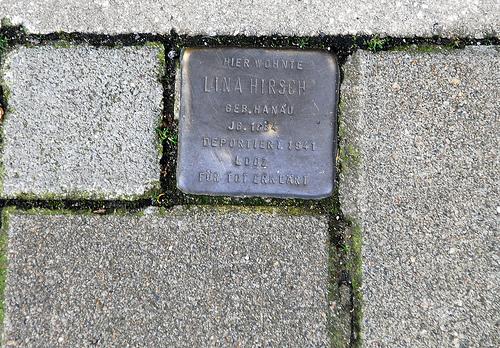 HIER WOHNTE
LINA HIRSCH
GEB. HANAU
JG. 1884
DEPORTIERT 1941
LODZ
FÜR TOT ERKLÄRT